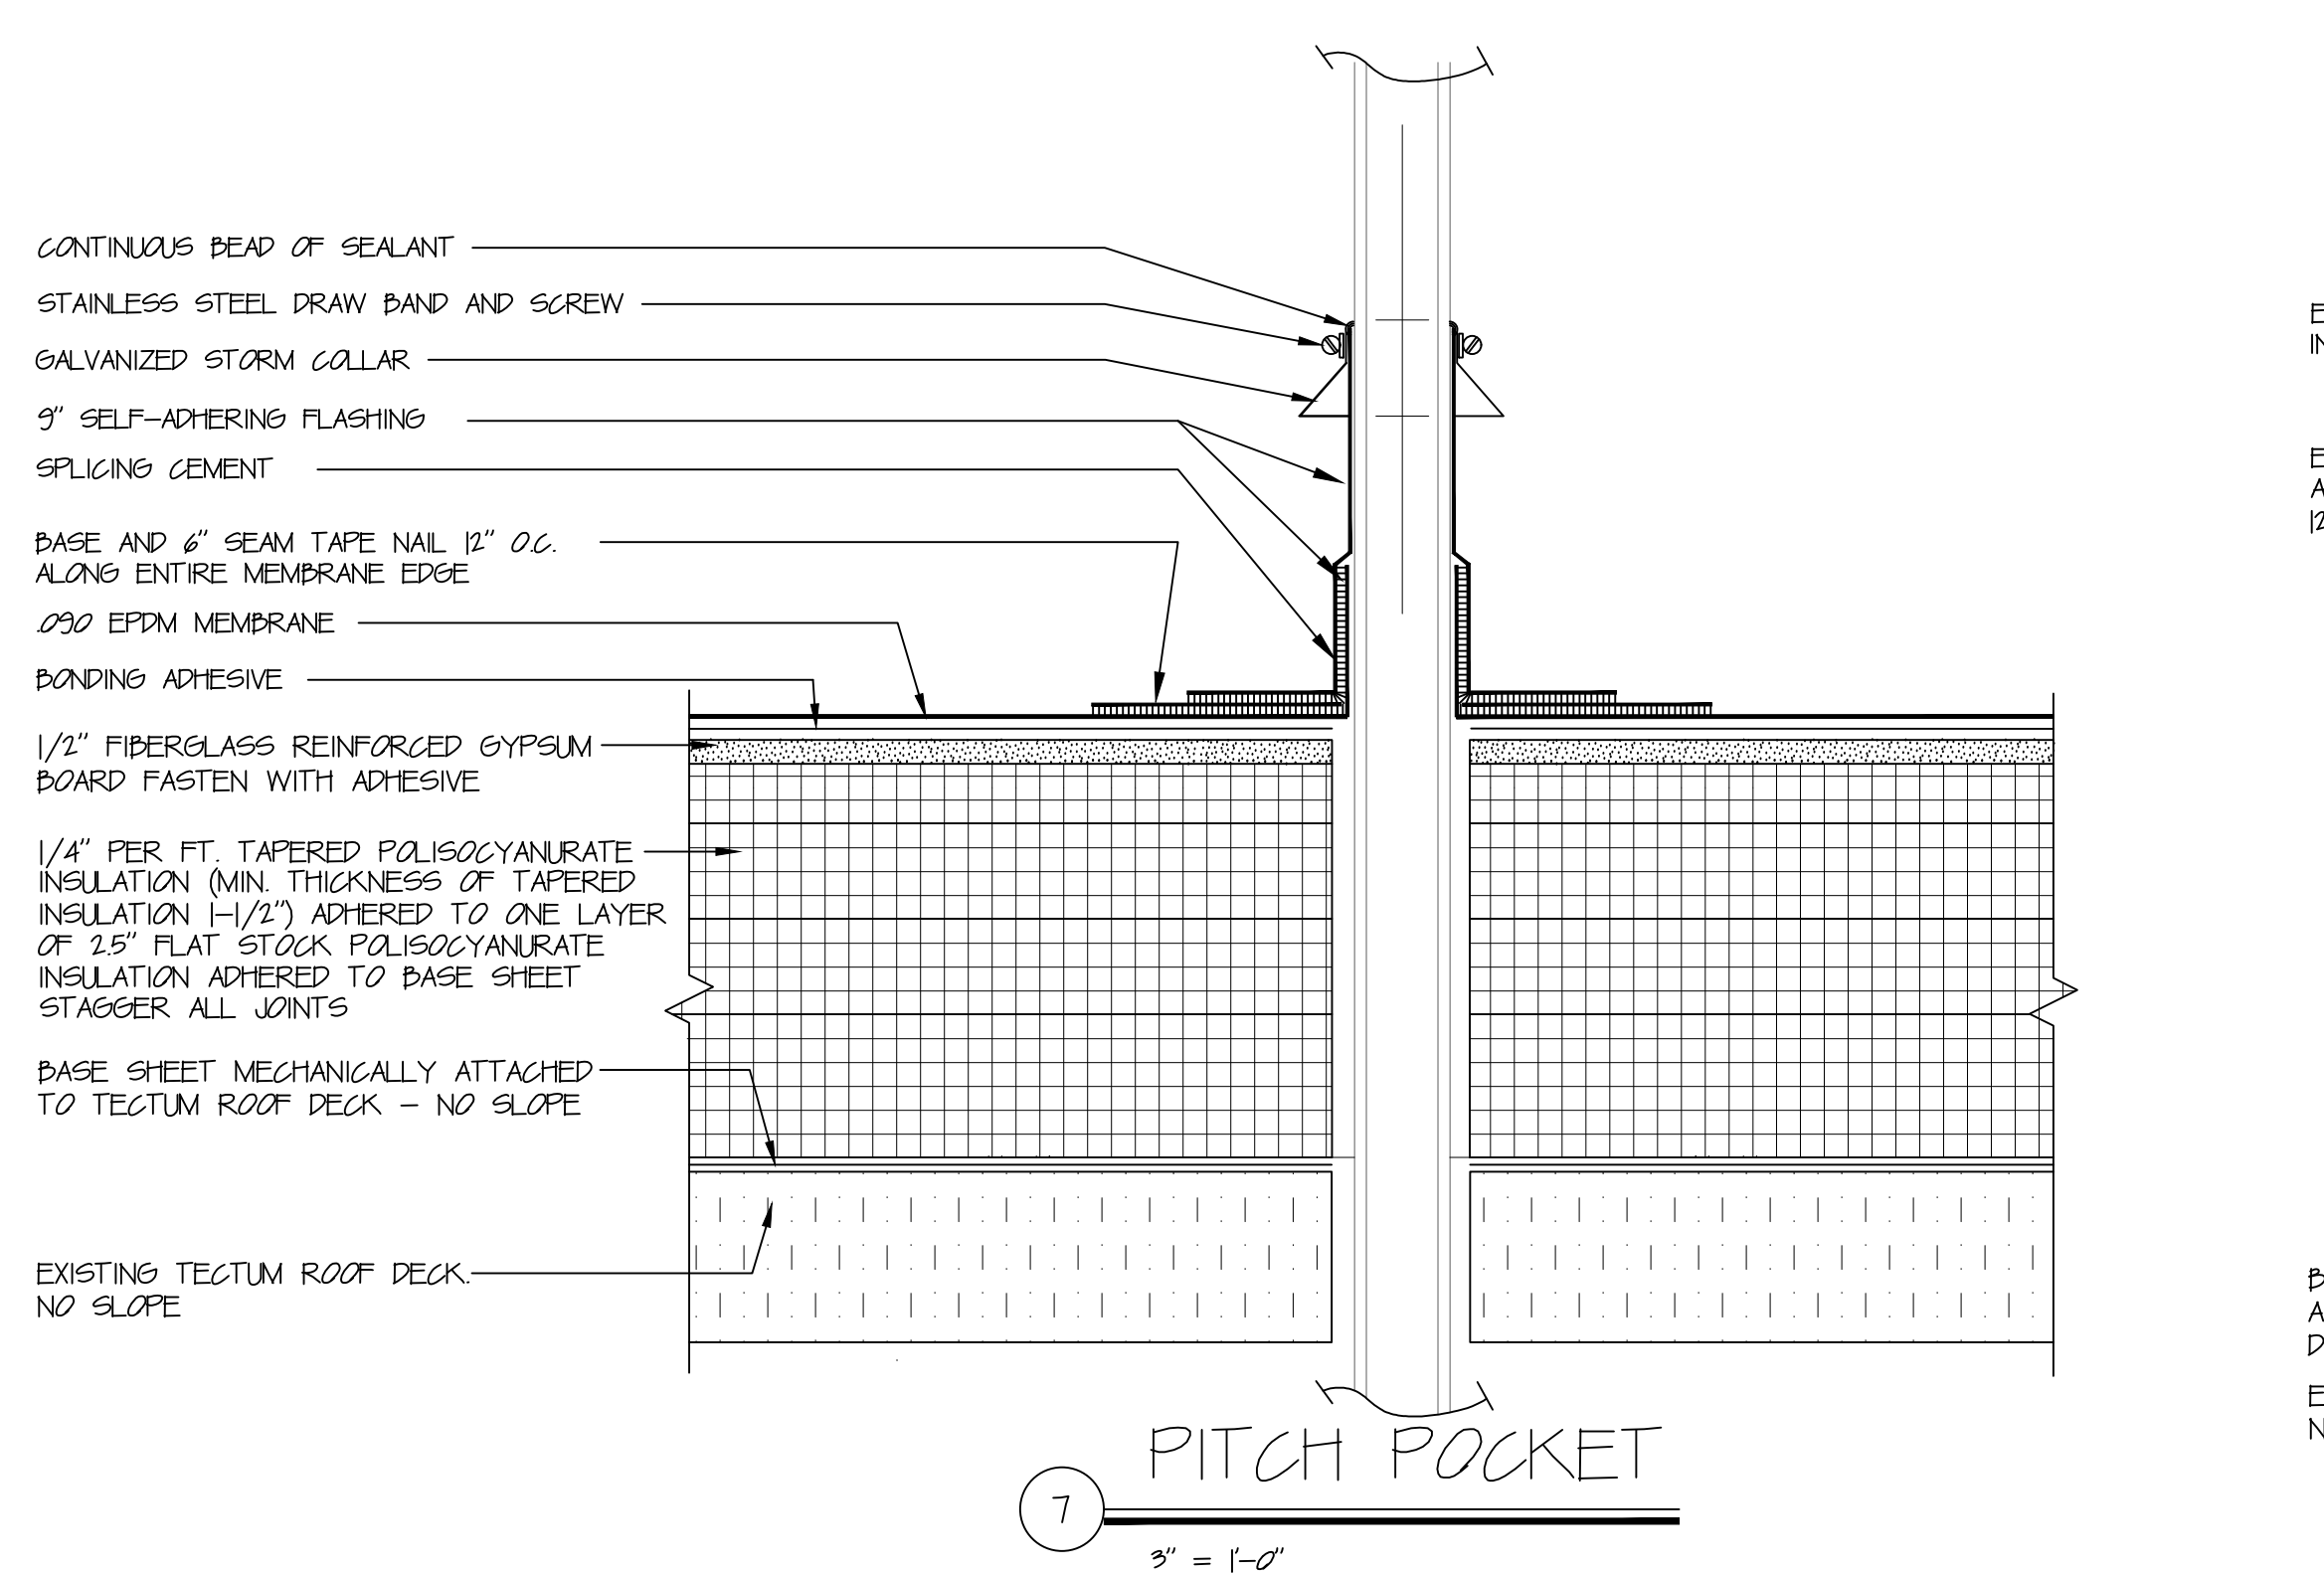 CONTINUOUS BEAD OF SEALANT
STAINLESS STEEL DRAW BAND AND SCREW
GALVANIZED STORM COLLAR
9" SELF-ADHERING FLASHING
SPLICING CEMENT
BASE AND 6" SEAM TAPE NAIL 12" O.C.
ALONG ENTIRE MEMBRANE EDGE
.090 EPDM MEMBRANE
BONDING ADHESIVE
1/2" FIBERGLASS REINFORCED GYPSUM
BOARD FASTEN WITH ADHESIVE
1/4" PER FT. TAPERED POLISOCYANURATE
INSULATION (MIN. THICKNESS OF TAPERED
INSULATION 1-1/2") ADHERED TO ONE LAYER
OF 2.5" FLAT STOCK POLISOCYANURATE
INSULATION ADHERED TO BASE SHEET
STAGGER ALL JOINTS
BASE SHEET MECHANICALLY ATTACHED
TO TECTUM ROOF DECK - NO SLOPE
EXISTING TECTUM ROOF DECK.
NO SLOPE
PITCH POCKET
7
3" = 1'-0"